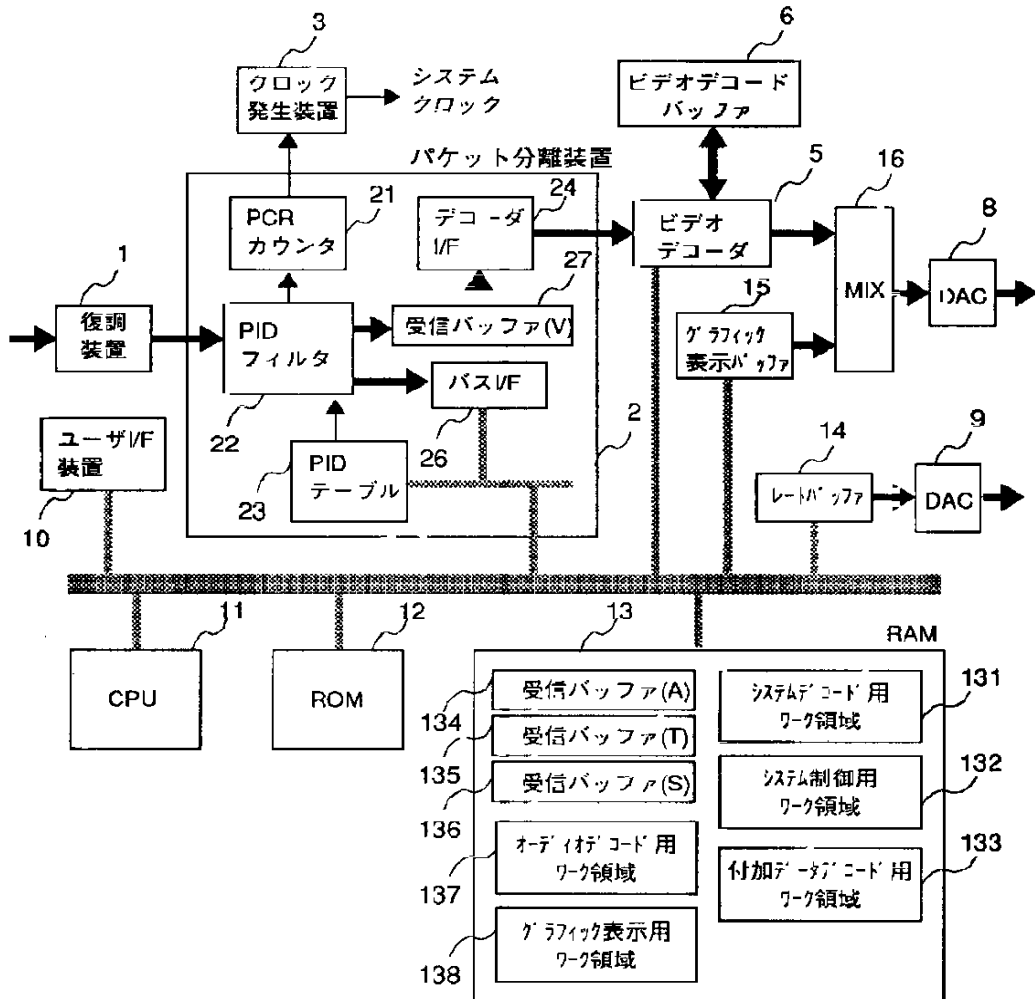 3
6
クロック
発生装置
システム
クロック
ビデオデコード
バッファ
パケット分離装置
5
16
21
24
8
PCR
カウンタ
デコーダ
I/F
ビデオ
デコーダ
27
1
MIX
DAC
15
復調
装置
PID
フィルタ
受信バッファ(V)
グラフィック
表示バッファ
バスI/F
ユーザI/F
装置
22
2
9
26
14
PID
テーブル
23
レートバッファ
DAC
10
11
12
13
RAM
CPU
ROM
受信バッファ(A)
134
システムデコード用
ワーク領域
131
受信バッファ(T)
135
受信バッファ(S)
136
システム制御用
ワーク領域
132
オーディオデコード用
ワーク領域
137
付加データデコード用
ワーク領域
133
グラフィック表示用
ワーク領域
138